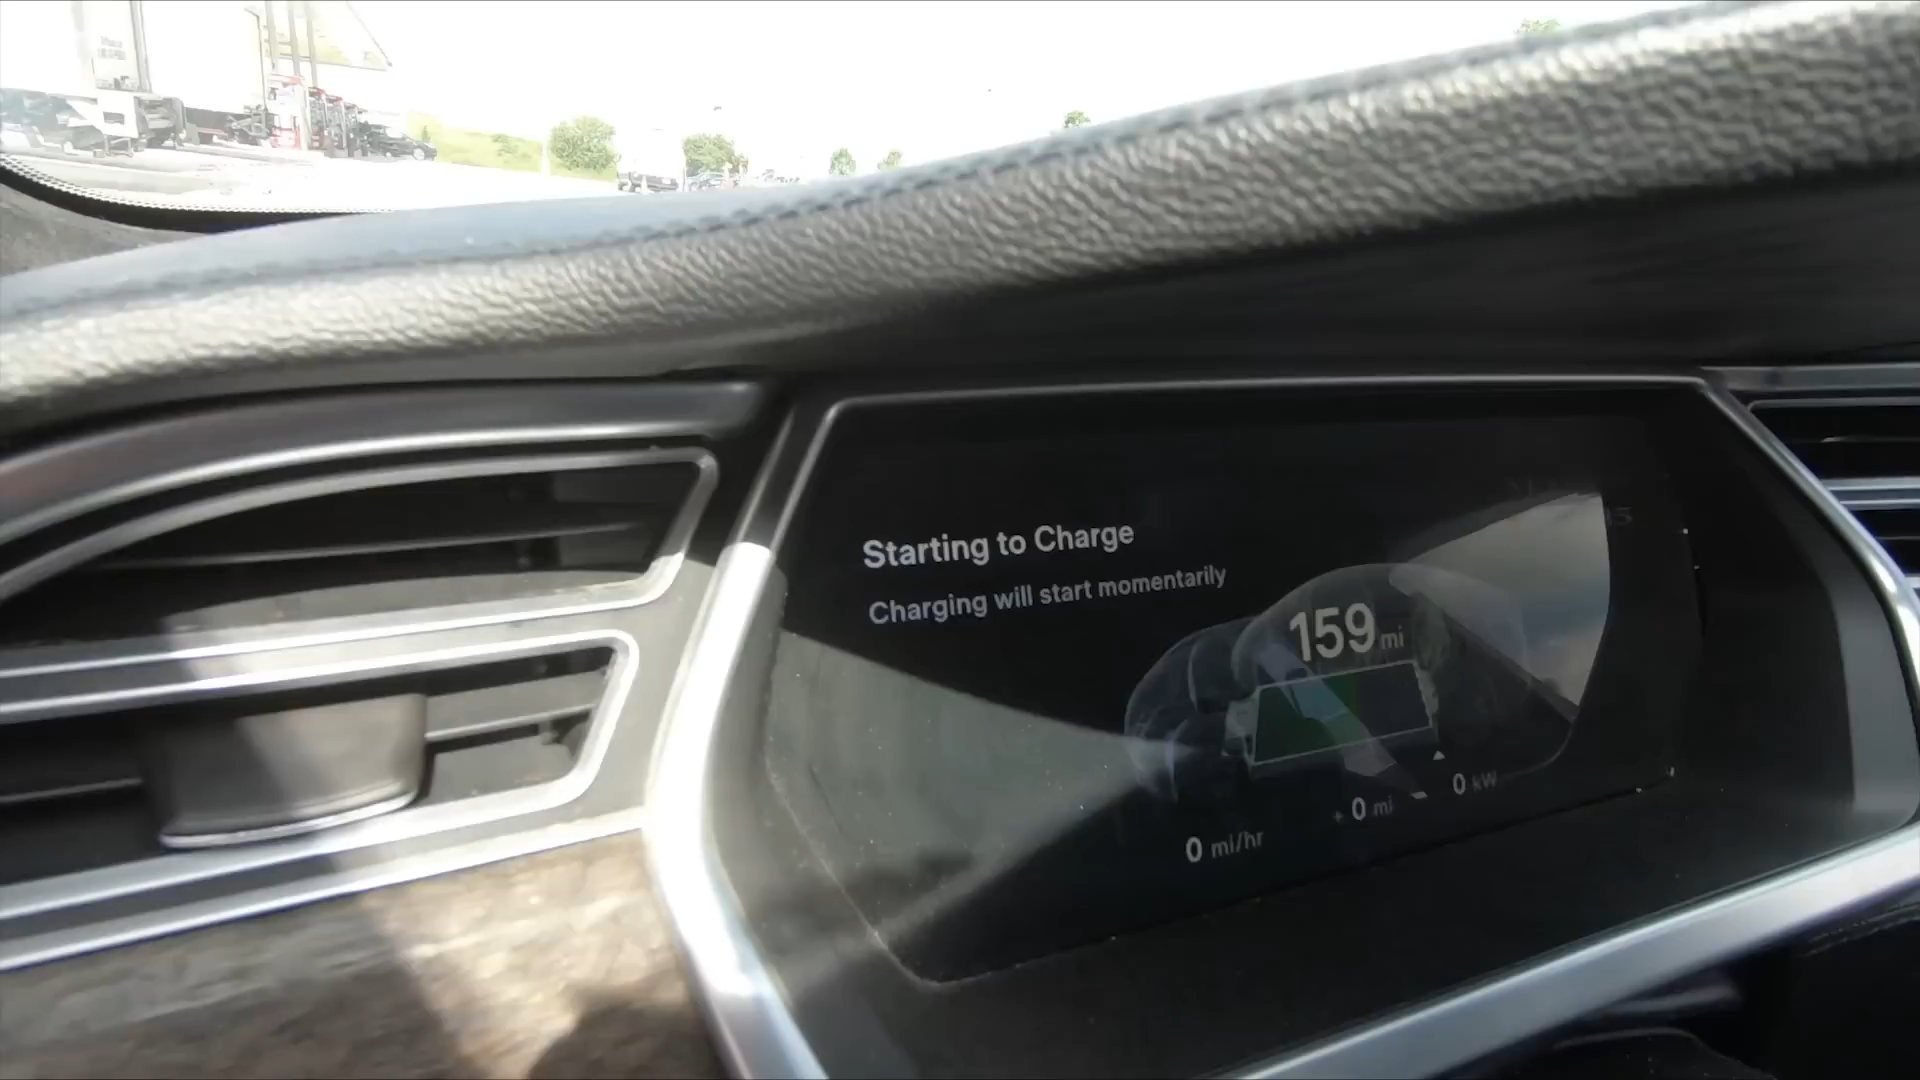 Starting to Charge
Charging will start momentarily
159 mi
0 mi/hr
+ 0 mi
0 kW